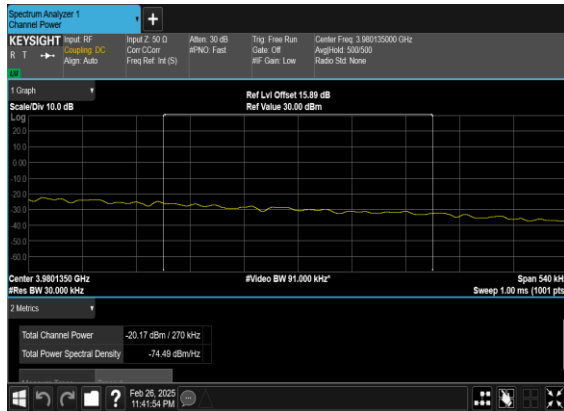 Spectrum Analyzer 1
Channel Power
+
KEYSIGHT
R T
Input: RF
Coupling: DC
Align: Auto
Input Z: 50 Ω
Corr CCorr
Freq Ref: Int (S)
Atten: 30 dB
#PNO: Fast
Trig: Free Run
Gate: Off
#IF Gain: Low
Center Freq: 3.980135000 GHz
Avg|Hold: 500/500
Radio Std: None
1 Graph
Scale/Div 10.0 dB
Ref Lvl Offset 15.89 dB
Ref Value 30.00 dBm
Log
20.0
10.0
0.00
-10.0
-20.0
-30.0
-40.0
-50.0
-60.0
Center 3.9801350 GHz
#Res BW 30.000 kHz
#Video BW 91.000 kHz*
Span 540 kH
Sweep 1.00 ms (1001 pts
2 Metrics
Total Channel Power -20.17 dBm / 270 kHz
Total Power Spectral Density -74.49 dBm/Hz
?
Feb 26, 2025
11:41:54 PM